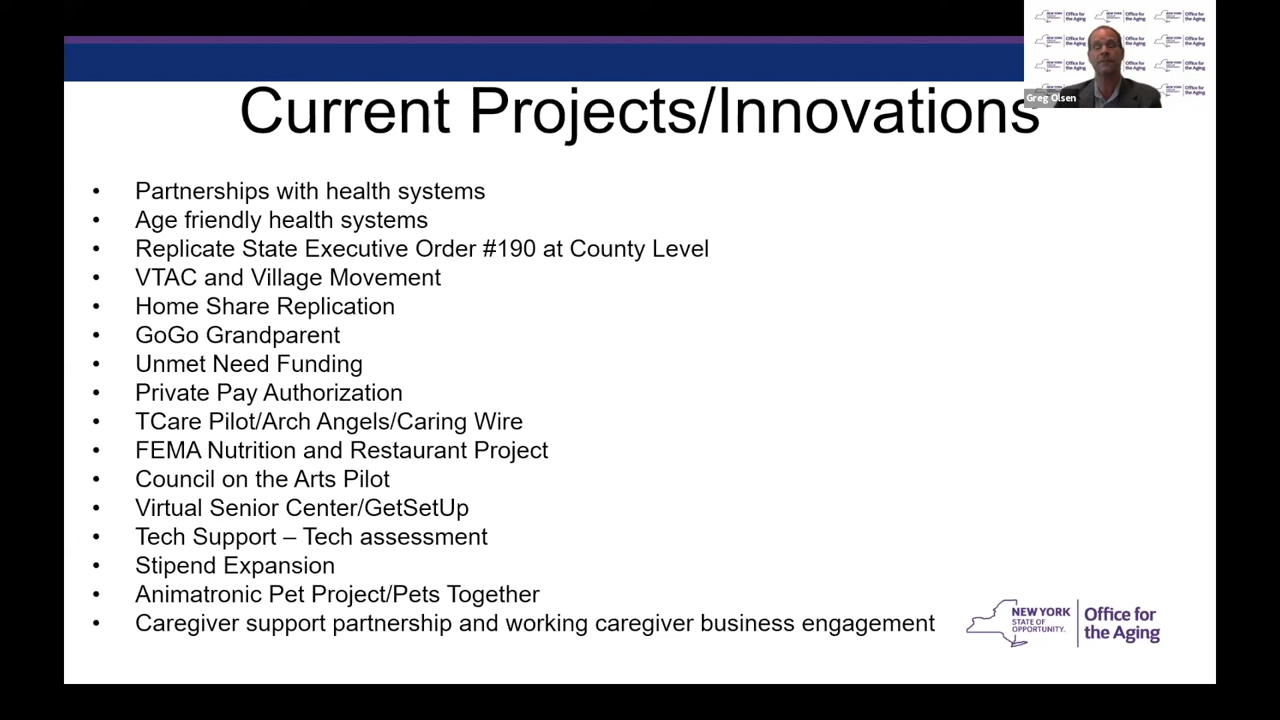 Office for
the Aging
Greg Olsen
Current Projects/Innovations
• Partnerships with health systems
• Age friendly health systems
• Replicate State Executive Order #190 at County Level
• VTAC and Village Movement
• Home Share Replication
• GoGo Grandparent
• Unmet Need Funding
• Private Pay Authorization
• TCare Pilot/Arch Angels/Caring Wire
• FEMA Nutrition and Restaurant Project
• Council on the Arts Pilot
• Virtual Senior Center/GetSetUp
• Tech Support – Tech assessment
• Stipend Expansion
• Animatronic Pet Project/Pets Together
• Caregiver support partnership and working caregiver business engagement
NEW YORK
STATE OF
OPPORTUNITY.
Office for
the Aging